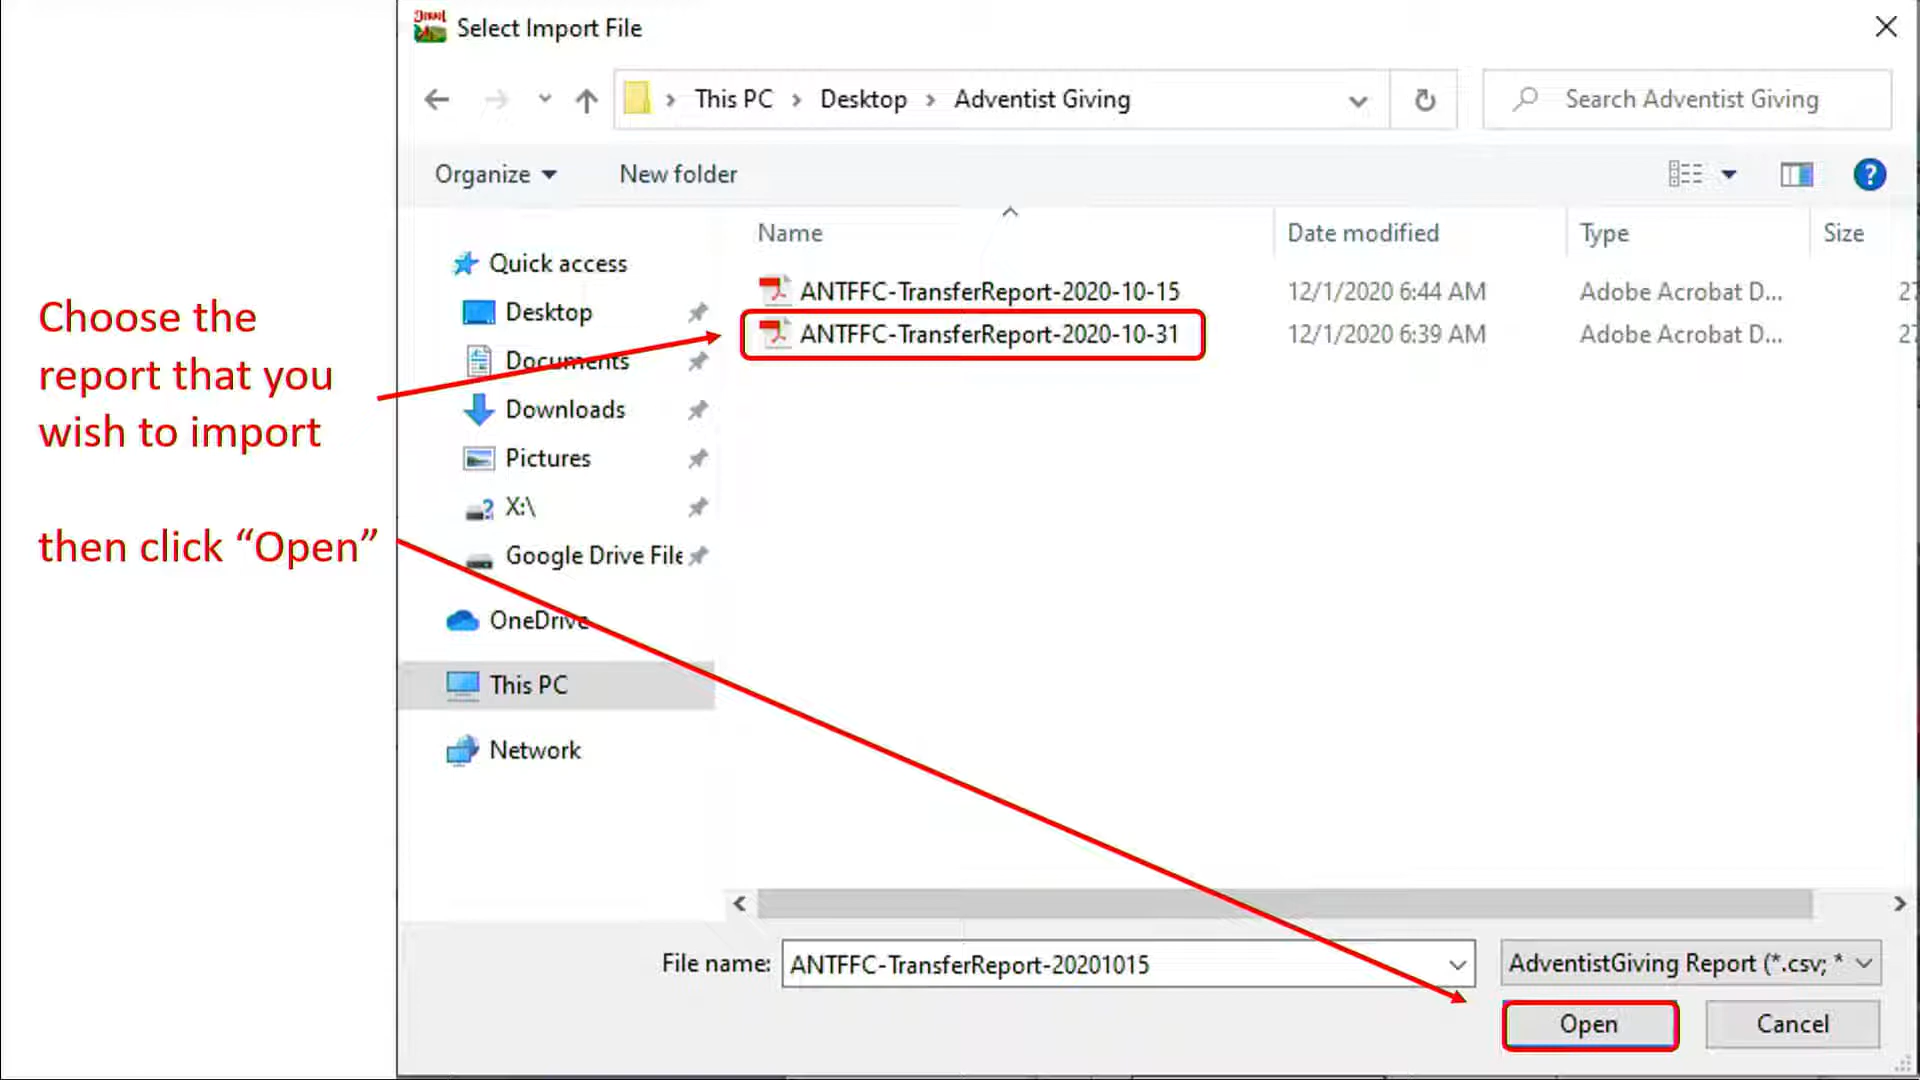 Select Import File
This PC > Desktop > Adventist Giving
Search Adventist Giving
Organize
New folder
Name
Date modified
Type
Size
Quick access
Desktop
Documents
Downloads
Pictures
X:\
Google Drive File
OneDrive
This PC
Network
ANTFFC-TransferReport-2020-10-15
12/1/2020 6:44 AM
Adobe Acrobat D...
27
ANTFFC-TransferReport-2020-10-31
12/1/2020 6:39 AM
Adobe Acrobat D...
27
Choose the
report that you
wish to import
then click “Open”
File name:
ANTFFC-TransferReport-20201015
AdventistGiving Report (*.csv; *
Open
Cancel